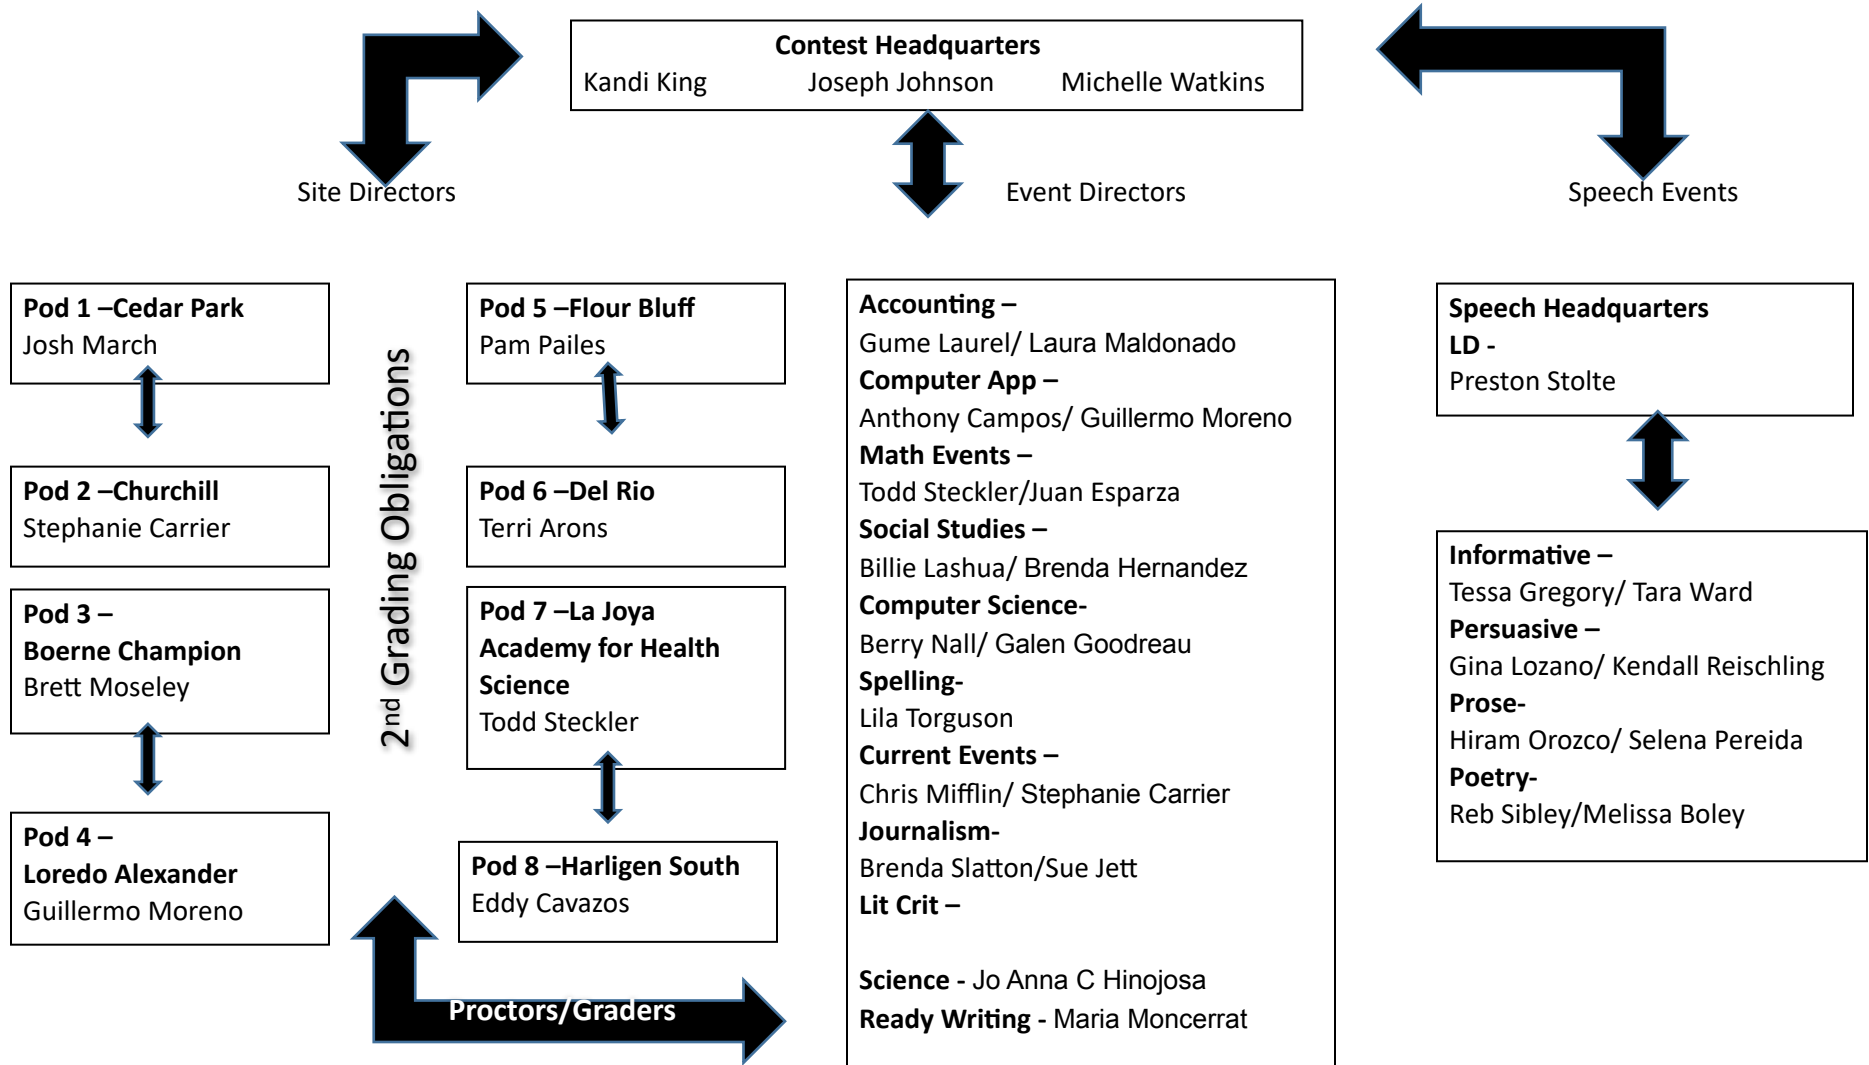 Contest Headquarters
Kandi King Joseph Johnson Michelle Watkins
Site Directors
Event Directors
Speech Events
Pod 1 –Cedar Park
Josh March
Pod 2 –Churchill
Stephanie Carrier
Pod 3 –
Boerne Champion
Brett Moseley
Pod 4 –
Loredo Alexander
Guillermo Moreno
2nd Grading Obligations
Pod 5 –Flour Bluff
Pam Pailes
Pod 6 –Del Rio
Terri Arons
Pod 7 –La Joya
Academy for Health
Science
Todd Steckler
Pod 8 –Harligen South
Eddy Cavazos
Proctors/Graders
Accounting –
Gume Laurel/ Laura Maldonado
Computer App –
Anthony Campos/ Guillermo Moreno
Math Events –
Todd Steckler/Juan Esparza
Social Studies –
Billie Lashua/ Brenda Hernandez
Computer Science-
Berry Nall/ Galen Goodreau
Spelling-
Lila Torguson
Current Events –
Chris Mifflin/ Stephanie Carrier
Journalism-
Brenda Slatton/Sue Jett
Lit Crit –
Science - Jo Anna C Hinojosa
Ready Writing - Maria Moncerrat
Speech Headquarters
LD -
Preston Stolte
Informative –
Tessa Gregory/ Tara Ward
Persuasive –
Gina Lozano/ Kendall Reischling
Prose-
Hiram Orozco/ Selena Pereida
Poetry-
Reb Sibley/Melissa Boley